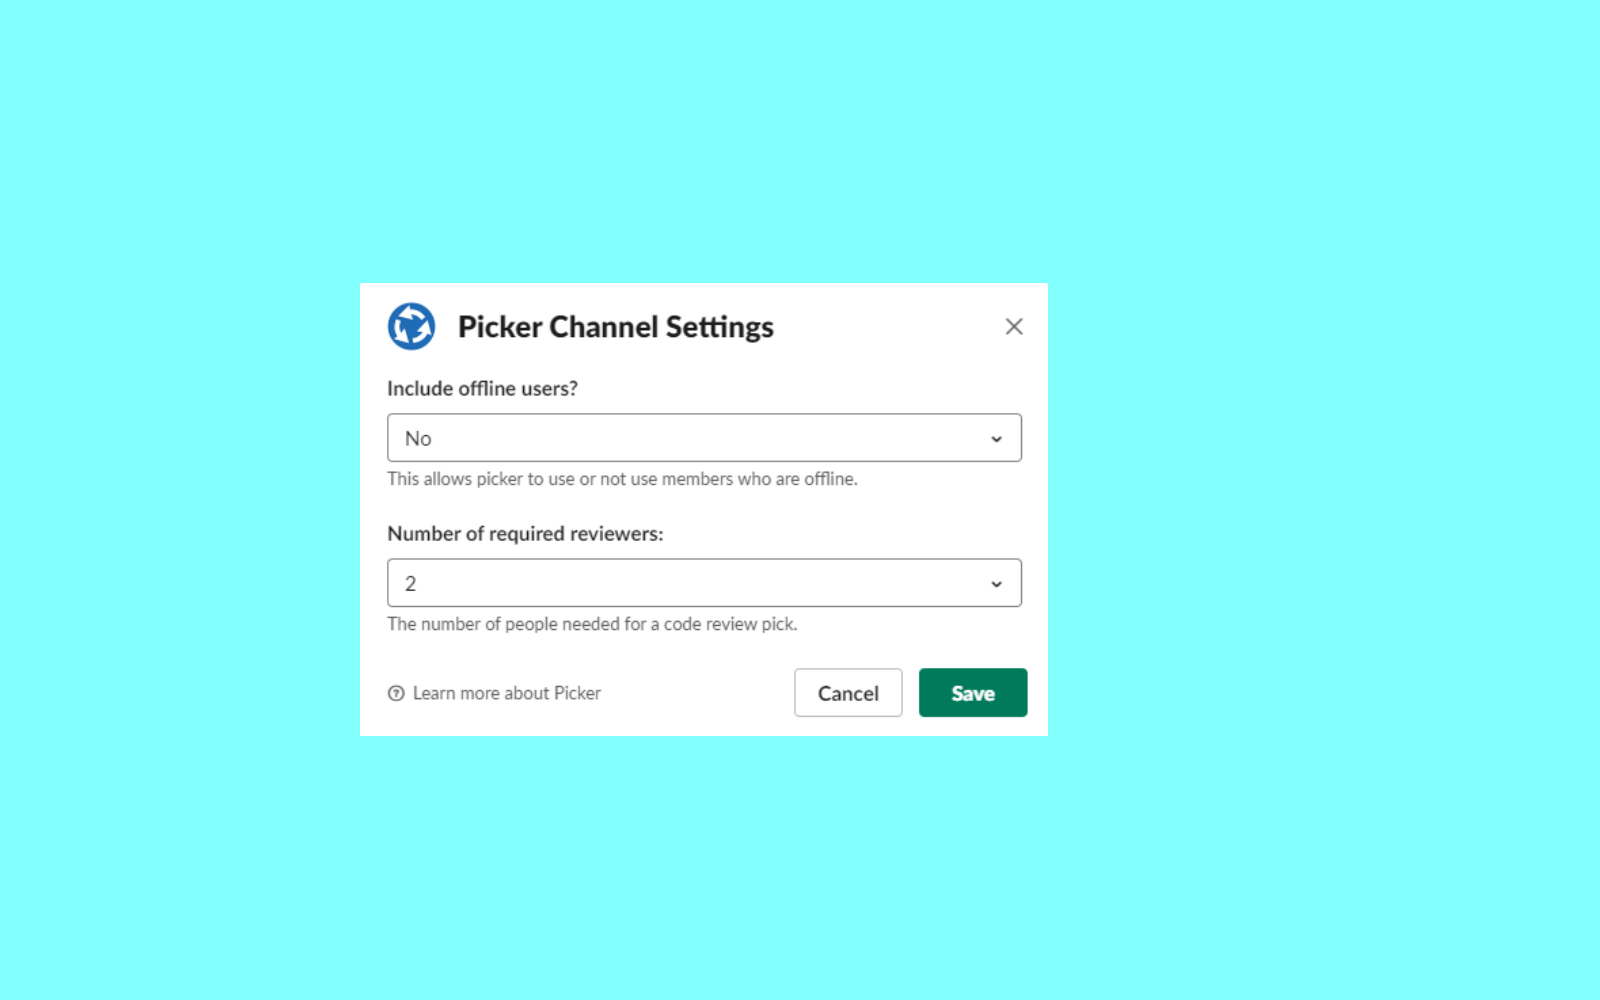 Picker Channel Settings
Include offline users?
No
This allows picker to use or not use members who are offline.
Number of required reviewers:
2
The number of people needed for a code review pick.
Learn more about Picker
Cancel
Save